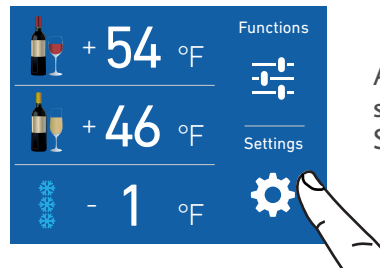 + 54 °F
Functions
+ 46 °F
Settings
- 1 °F
A
s
S